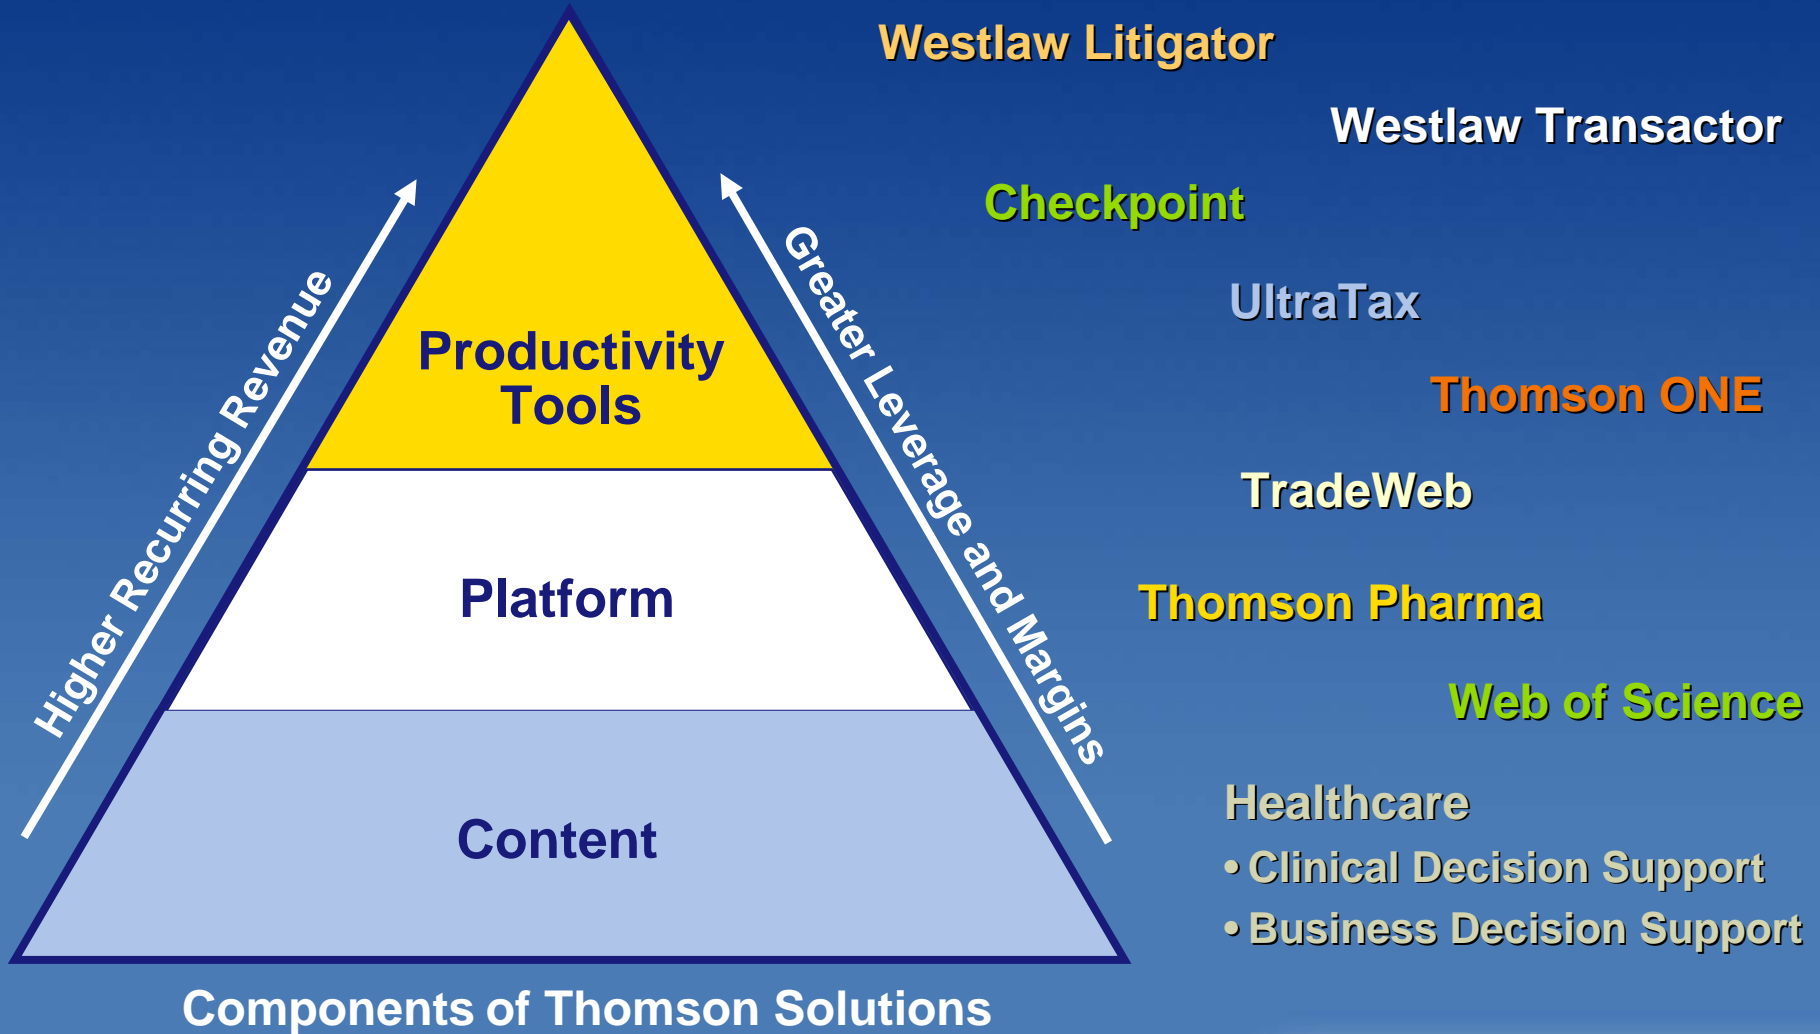 Westlaw Litigator
Westlaw Transactor
Checkpoint
UltraTax
Thomson ONE
TradeWeb
Thomson Pharma
Web of Science
Healthcare
• Clinical Decision Support
• Business Decision Support
Higher Recurring Revenue
Greater Leverage and Margins
Productivity
Tools
Platform
Content
Components of Thomson Solutions